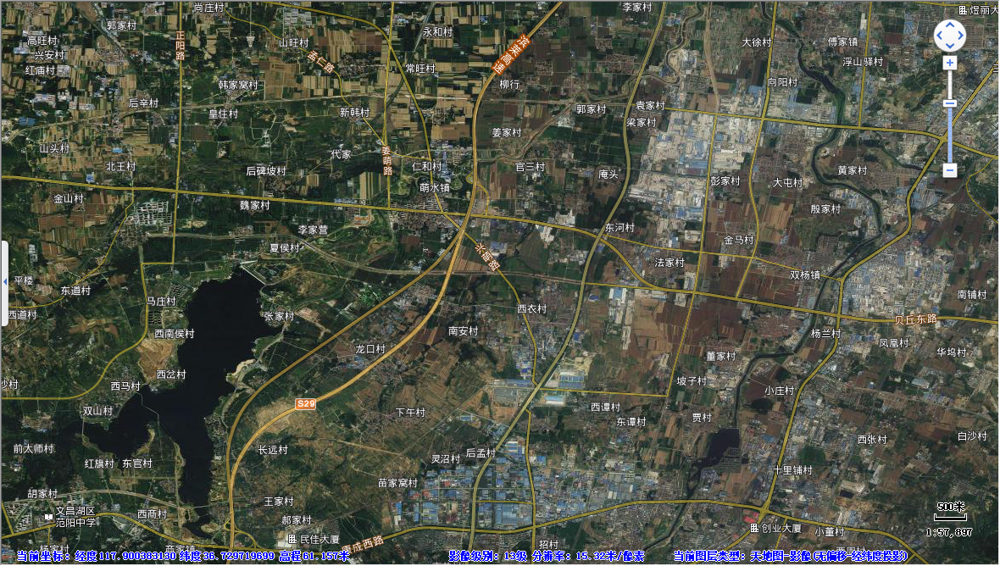 尚庄村
李家村
煜丽大
郭家村
永和村
高旺村
正阳路
山旺村
滨莱高速
大徐村
傅家镇
兴安村
孟仁路
浮山驿村
红庙村
常旺村
韩家窝村
柳行
向阳村
后辛村
皇住村
新韩村
郭家村
袁家村
梁家村
姜家村
山头村
代家
姜萌路
北王村
后碑坡村
仁和村
官三村
庵头
彭家村
大屯村
黄家村
萌水镇
金山村
魏家村
殷家村
李家营
东河村
夏侯村
兴鲁路
金马村
法家村
双杨镇
平楼
东道村
马庄村
南铺村
西道村
张家村
西衣村
贝丘东路
西南侯村
南安村
杨兰村
龙口村
凤凰村
华坞村
董家村
西岔村
坡子村
沙村
西马村
小庄村
S29
双山村
下午村
西谭村
东谭村
贾村
前太师村
长远村
西张村
白沙村
红旗村
东官村
灵沼村
后孟村
十里铺村
苗家窝村
胡家村
王家村
文昌湖区
范阳中学
西商村
郝家村
500米
民佳大厦
创业大厦
小董村
1:57,897
招村
当前坐标：经度117.900383130 纬度36.729719699 高程61.157米
影像级别：13级 分辨率：15.32米/像素
当前图层类型：天地图-影像(无偏移-经纬度投影)